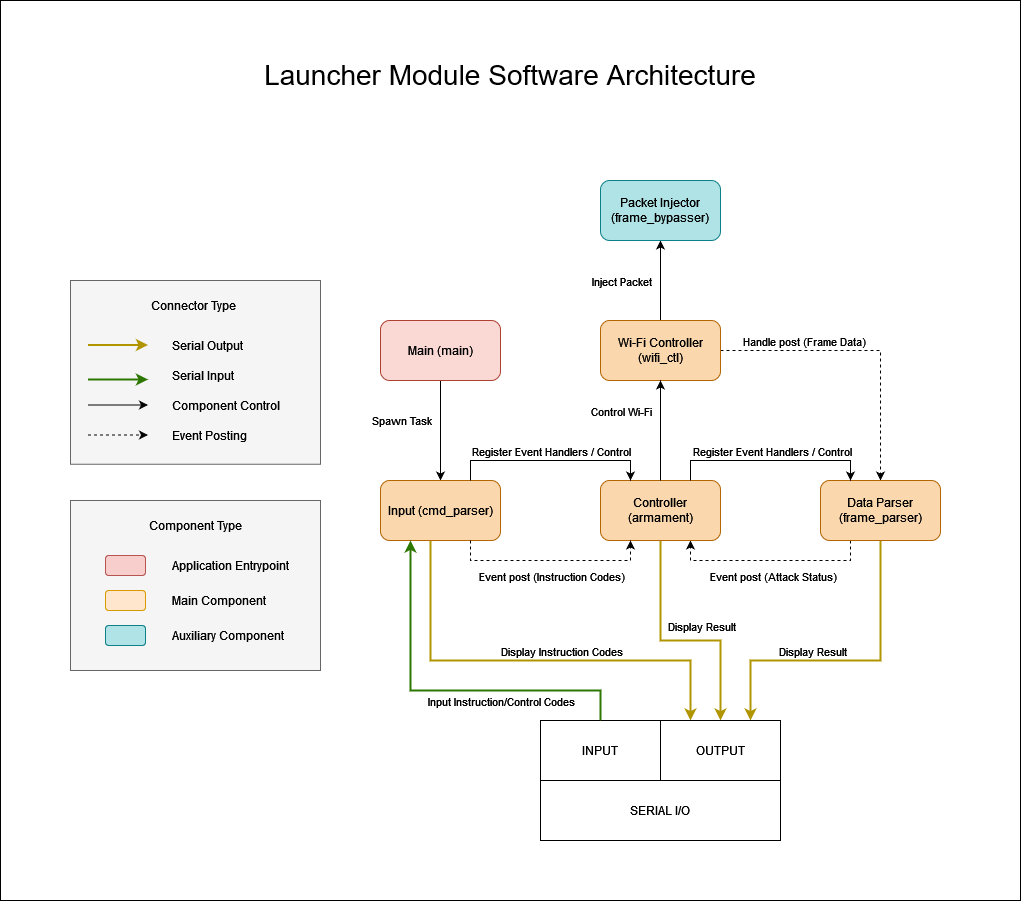 Launcher Module Software Architecture
Packet Injector
(frame_bypasser)
Inject Packet
Connector Type
Serial Output
Serial Input
Component Control
Event Posting
Main (main)
Wi-Fi Controller
(wifi_ctl)
Handle post (Frame Data)
Spawn Task
Control Wi-Fi
Register Event Handlers / Control
Register Event Handlers / Control
Input (cmd_parser)
Controller
(armament)
Data Parser
(frame_parser)
Component Type
Application Entrypoint
Main Component
Auxiliary Component
Event post (Instruction Codes)
Event post (Attack Status)
Display Result
Display Instruction Codes
Display Result
Input Instruction/Control Codes
INPUT
OUTPUT
SERIAL I/O